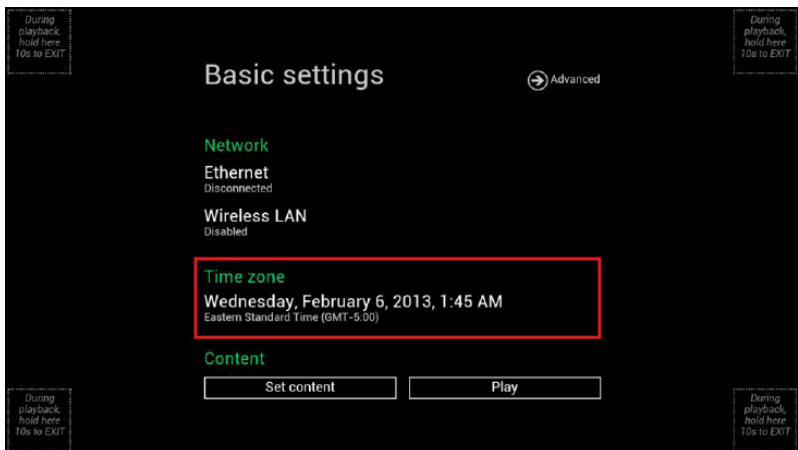 During
playback,
hold here
10s to EXIT
During
playback,
hold here
10s to EXIT
Basic settings
Advanced
Network
Ethernet
Disconnected
Wireless LAN
Disabled
Time zone
Wednesday, February 6, 2013, 1:45 AM
Eastern Standard Time (GMT-5:00)
Content
Set content
Play
During
playback,
hold here
10s to EXIT
During
playback,
hold here
10s to EXIT